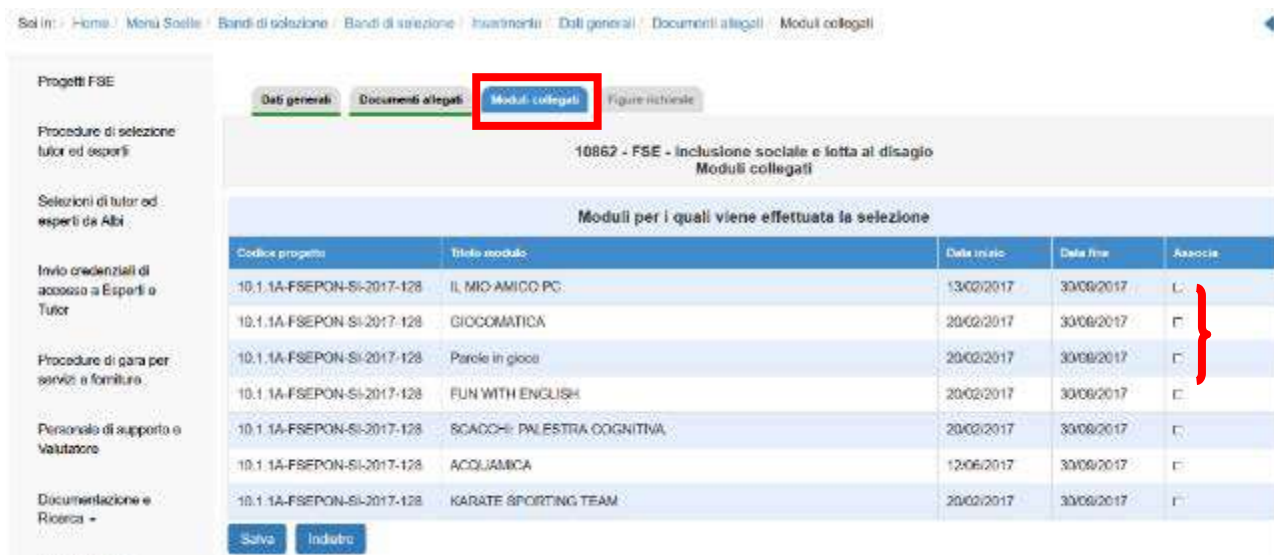 Sei in: / Home / Menù Scelte / Bandi di selezione / Bandi di selezione / Inserimento / Dati generali / Documenti allegati / Moduli collegati
Progetti FSE
Procedure di selezione
tutor ed esperti
Selezioni di tutor ed
esperti da Albi
Invio credenziali di
accesso a Esperti e
Tutor
Procedure di gara per
servizi e forniture
Personale di supporto e
Valutatore
Documentazione e
Ricerca
Dati generali Documenti allegati Moduli collegati Figure richieste
10862 - FSE - Inclusione sociale e lotta al disagio
Moduli collegati
Moduli per i quali viene effettuata la selezione
Codice progetto Titolo modulo Data inizio Data fine Associa
10.1.1A-FSEPON-SI-2017-128 IL MIO AMICO PC 13/02/2017 30/09/2017
10.1.1A-FSEPON-SI-2017-128 GIOCOMATICA 20/02/2017 30/09/2017
10.1.1A-FSEPON-SI-2017-128 Parole in gioco 20/02/2017 30/09/2017
10.1.1A-FSEPON-SI-2017-128 FUN WITH ENGLISH 20/02/2017 30/09/2017
10.1.1A-FSEPON-SI-2017-128 SCACCHI: PALESTRA COGNITIVA 20/02/2017 30/09/2017
10.1.1A-FSEPON-SI-2017-128 ACQUAMICA 12/06/2017 30/09/2017
10.1.1A-FSEPON-SI-2017-128 KARATE SPORTING TEAM 20/02/2017 30/09/2017
Salva Indietro